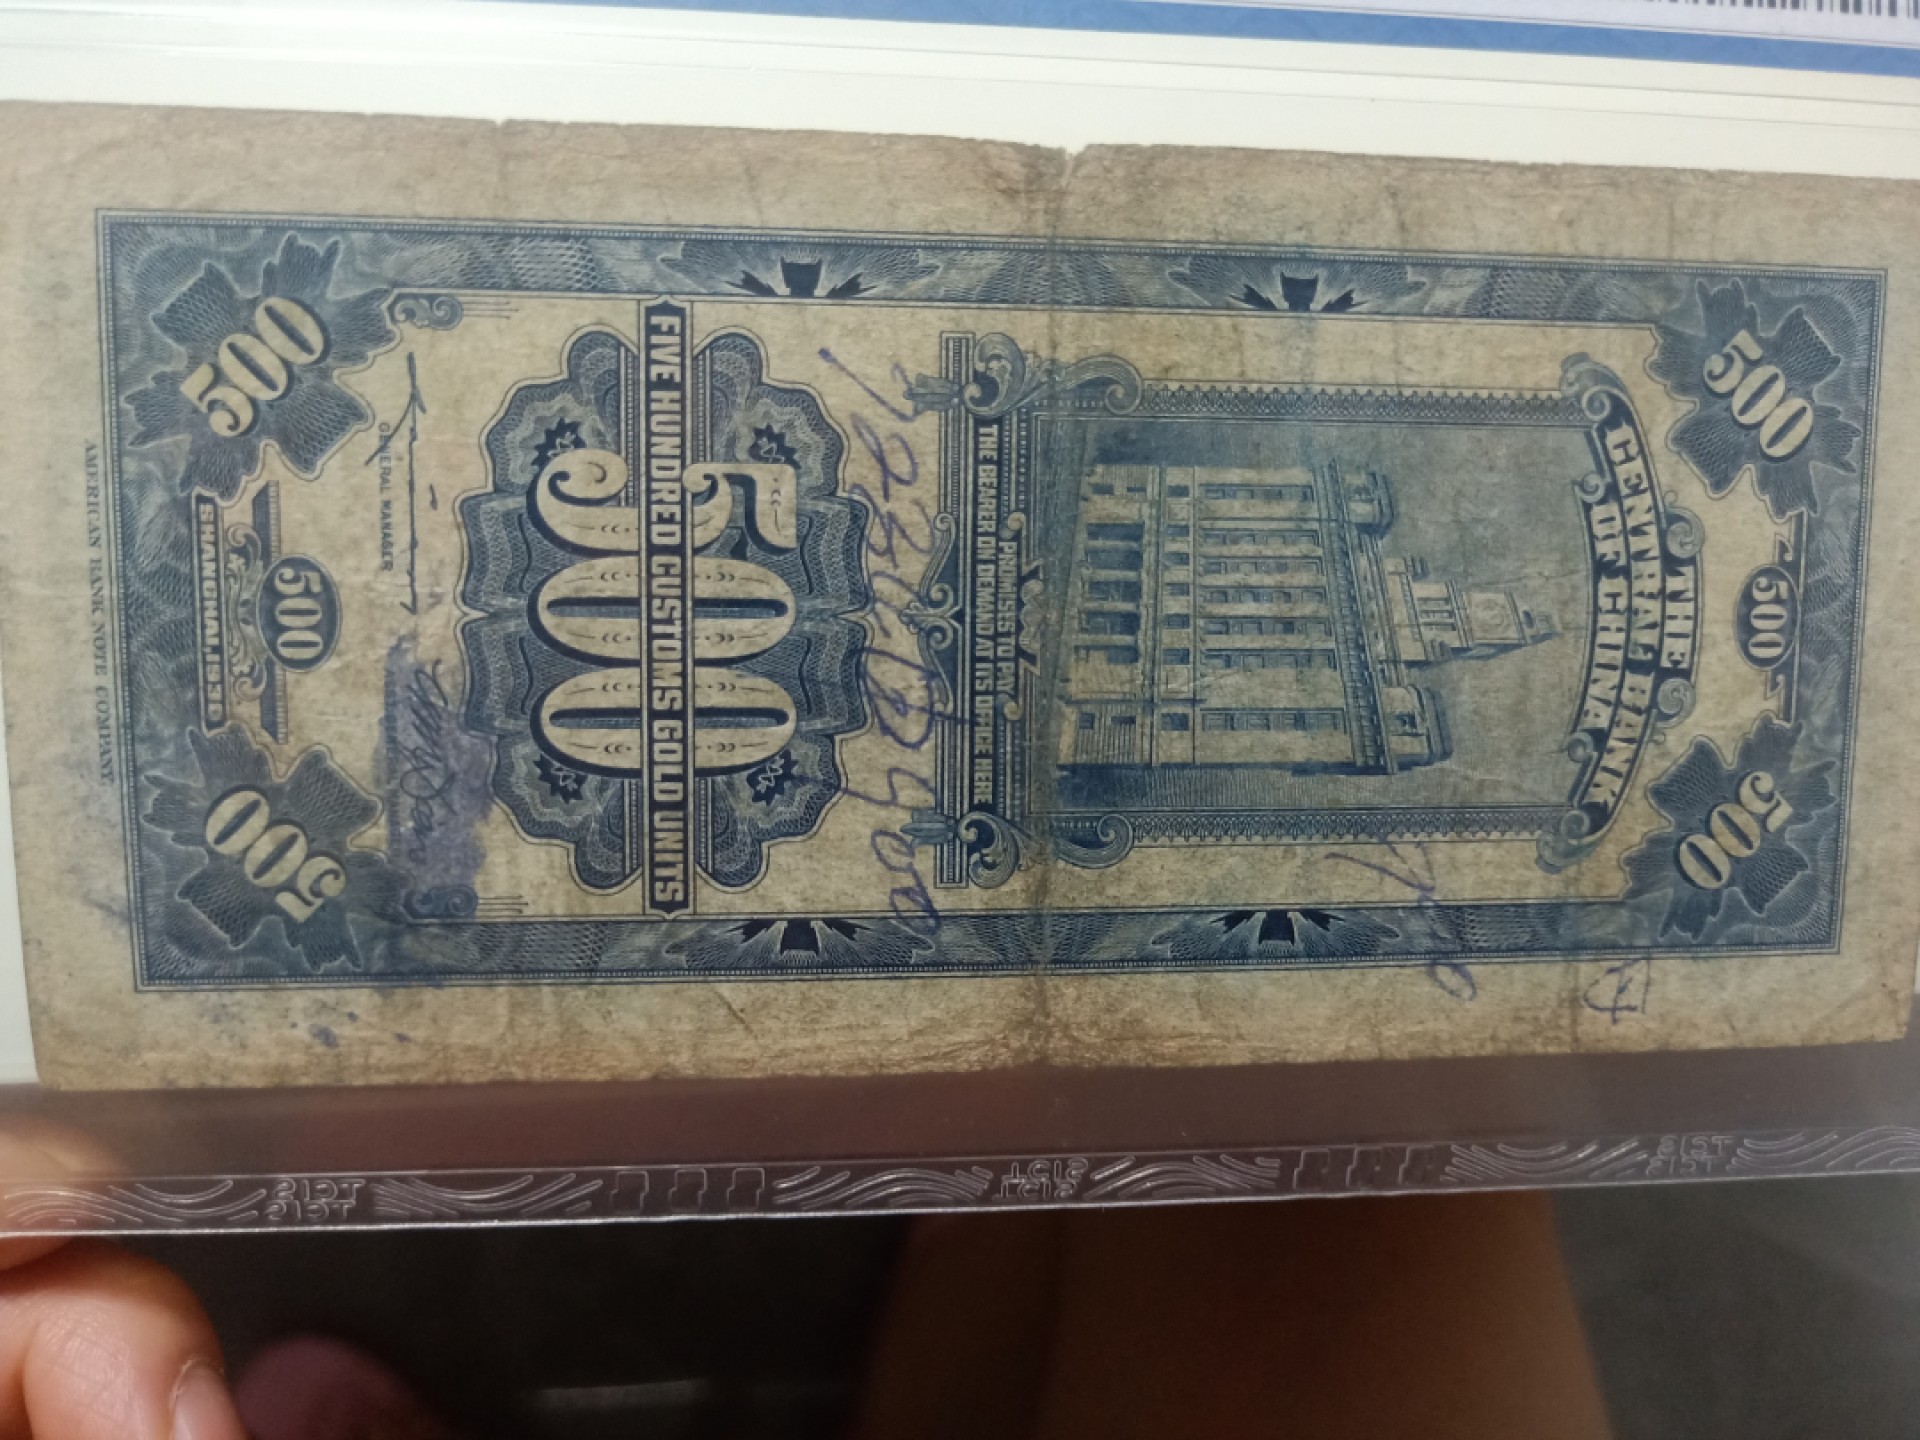 500 500 500
THE
CENTRAL BANK
OF CHINA
PROMISES TO PAY
THE BEARER ON DEMAND AT ITS OFFICE HERE
500
FIVE HUNDRED CUSTOMS GOLD UNITS
GENERAL MANAGER
500 500 500
SHANGHAI, 1930
AMERICAN BANK NOTE COMPANY